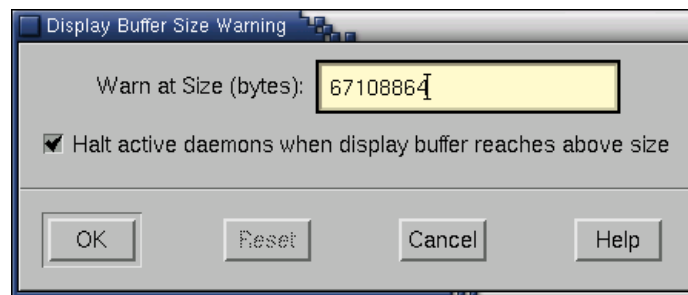 Display Buffer Size Warning
Warn at Size (bytes): 67108864
Halt active daemons when display buffer reaches above size
OK Reset Cancel Help